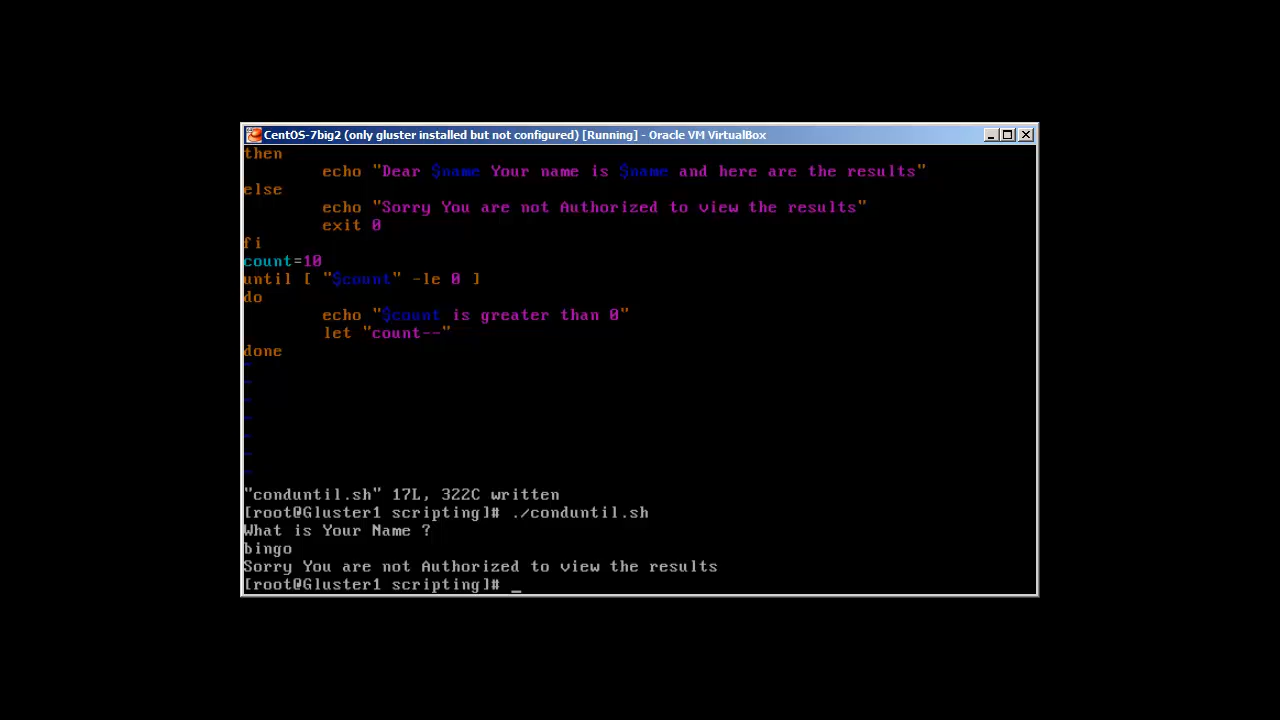 CentOS-7big2 (only gluster installed but not configured) [Running] - Oracle VM VirtualBox
then
echo "Dear $name Your name is $name and here are the results"
else
echo "Sorry You are not Authorized to view the results"
exit 0
fi
count=10
until [ "$count" -le 0 ]
do
echo "$count is greater than 0"
let "count--"
done
~
~
~
~
~
~
~
"conduntil.sh" 17L, 322C written
[root@Gluster1 scripting]# ./conduntil.sh
What is Your Name ?
bingo
Sorry You are not Authorized to view the results
[root@Gluster1 scripting]# _